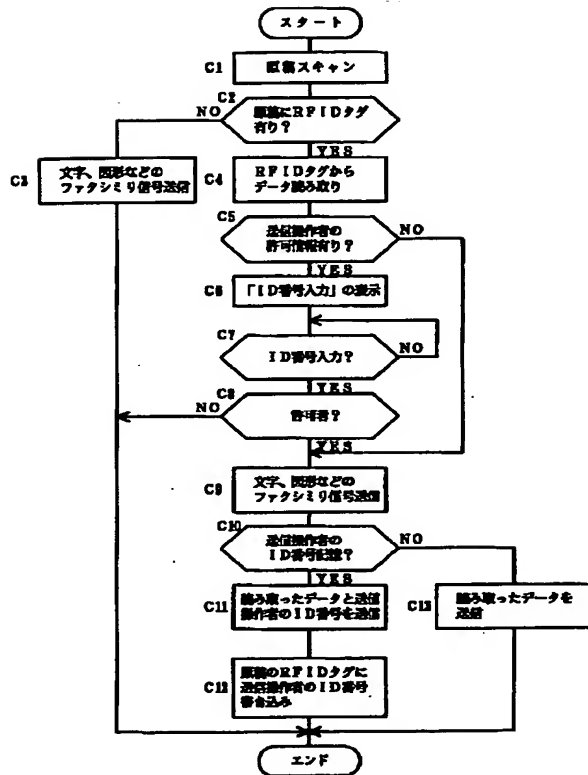 スタート
C1
原稿スキャン
C2
NO
原稿にRFIDタグ
有り?
YES
C3
文字、図形などの
ファクシミリ信号送信
C4
RFIDタグから
データ読み取り
C5
送信操作者の
許可情報有り?
NO
YES
C6
「ID番号入力」の表示
C7
ID番号入力?
NO
YES
C8
NO
許可者?
YES
C9
文字、図形などの
ファクシミリ信号送信
C10
送信操作者の
ID番号記憶?
NO
YES
C11
読み取ったデータと送信
操作者のID番号を送信
C13
読み取ったデータを
送信
C12
原稿のRFIDタグに
送信操作者のID番号
書き込み
エンド